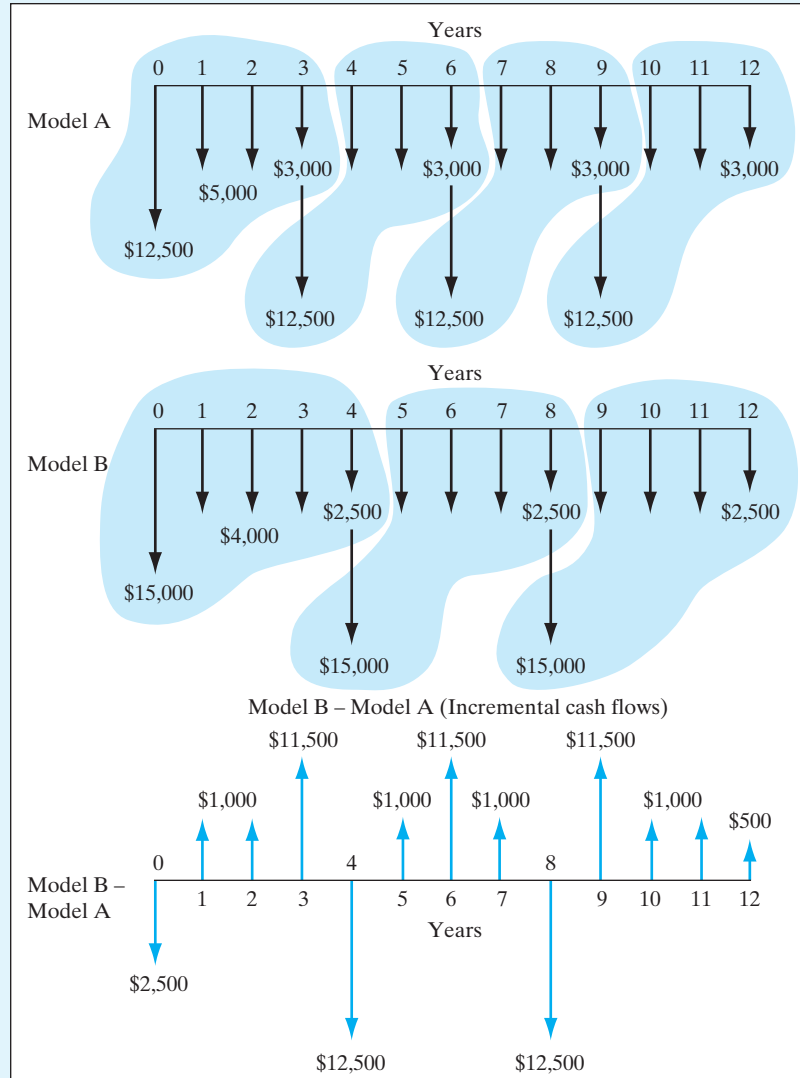 Years
0 1 2 3 4 5 6 7 8 9 10 11 12
Model A
$3,000 $3,000 $3,000 $3,000
$5,000
$12,500
$12,500 $12,500 $12,500
Years
0 1 2 3 4 5 6 7 8 9 10 11 12
Model B
$2,500 $2,500 $2,500
$4,000
$15,000
$15,000 $15,000
Model B – Model A (Incremental cash flows)
$11,500 $11,500 $11,500
$1,000 $1,000 $1,000 $1,000
$500
0 4 8
Model B –
Model A
1 2 3 5 6 7 9 10 11 12
Years
$2,500
$12,500 $12,500